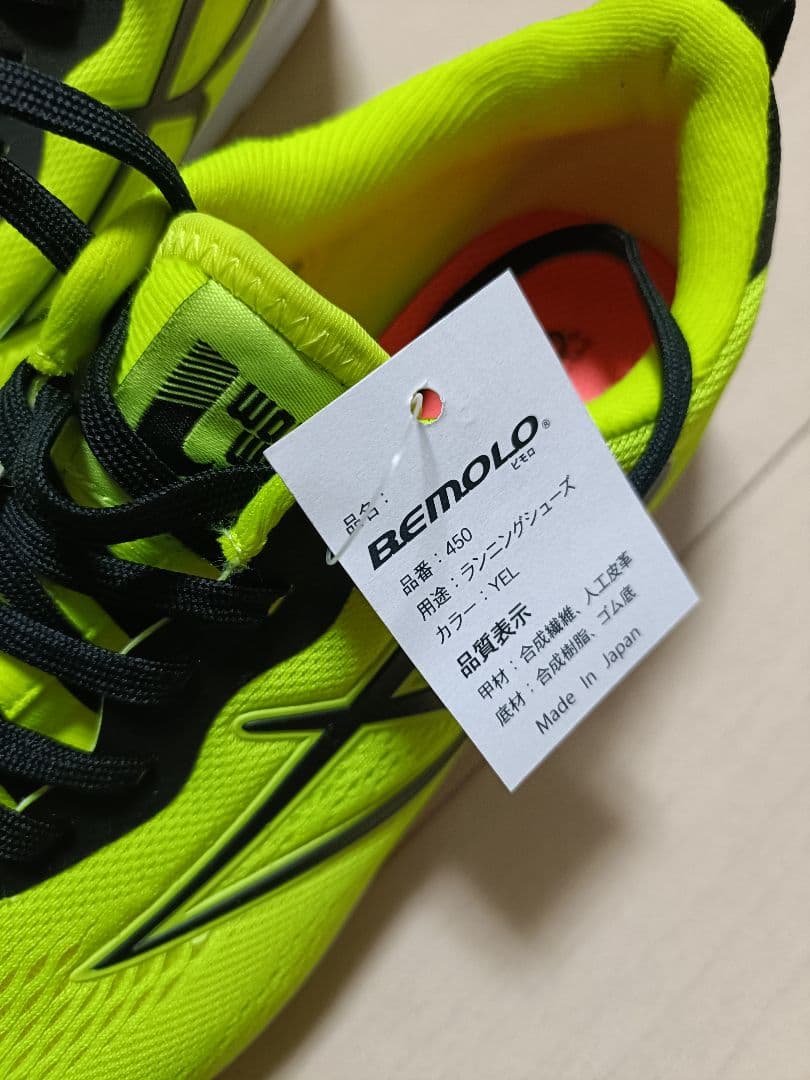 品名：
BEMOLO®
ビモロ
品番：450
用途：ランニングシューズ
カラー：YEL
品質表示
甲材：合成繊維、人工皮革
底材：合成樹脂、ゴム底
Made In Japan